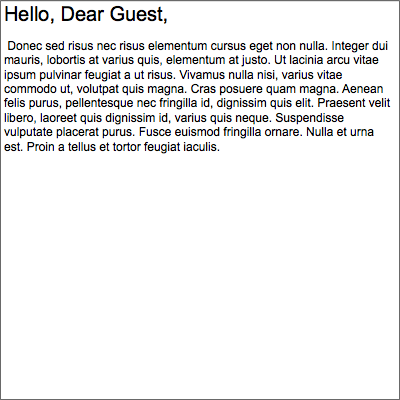 Hello, Dear Guest,
Donec sed risus nec risus elementum cursus eget non nulla. Integer dui
mauris, lobortis at varius quis, elementum at justo. Ut lacinia arcu vitae
ipsum pulvinar feugiat a ut risus. Vivamus nulla nisi, varius vitae
commodo ut, volutpat quis magna. Cras posuere quam magna. Aenean
felis purus, pellentesque nec fringilla id, dignissim quis elit. Praesent velit
libero, laoreet quis dignissim id, varius quis neque. Suspendisse
vulputate placerat purus. Fusce euismod fringilla ornare. Nulla et urna
est. Proin a tellus et tortor feugiat iaculis.